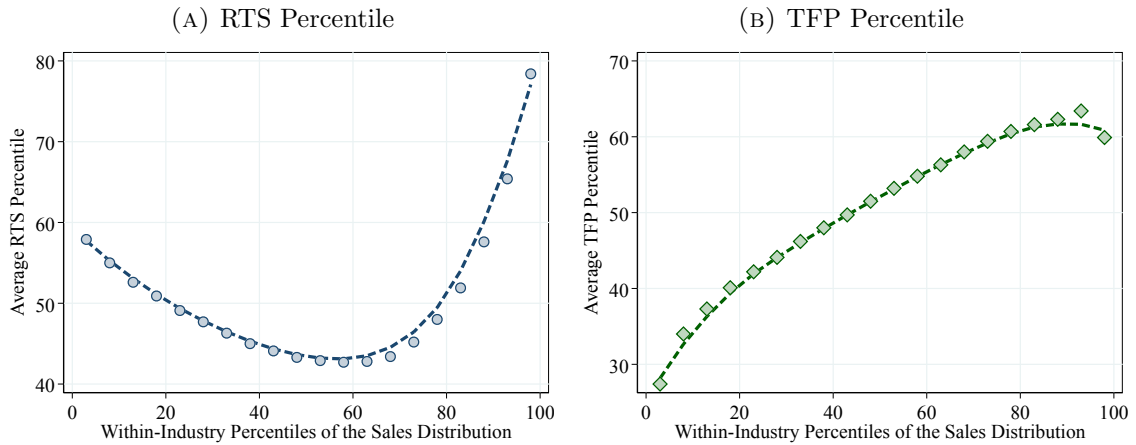 (A) RTS Percentile
80
70
60
50
40
Average RTS Percentile
0 20 40 60 80 100
Within-Industry Percentiles of the Sales Distribution
(B) TFP Percentile
70
60
50
40
30
Average TFP Percentile
0 20 40 60 80 100
Within-Industry Percentiles of the Sales Distribution